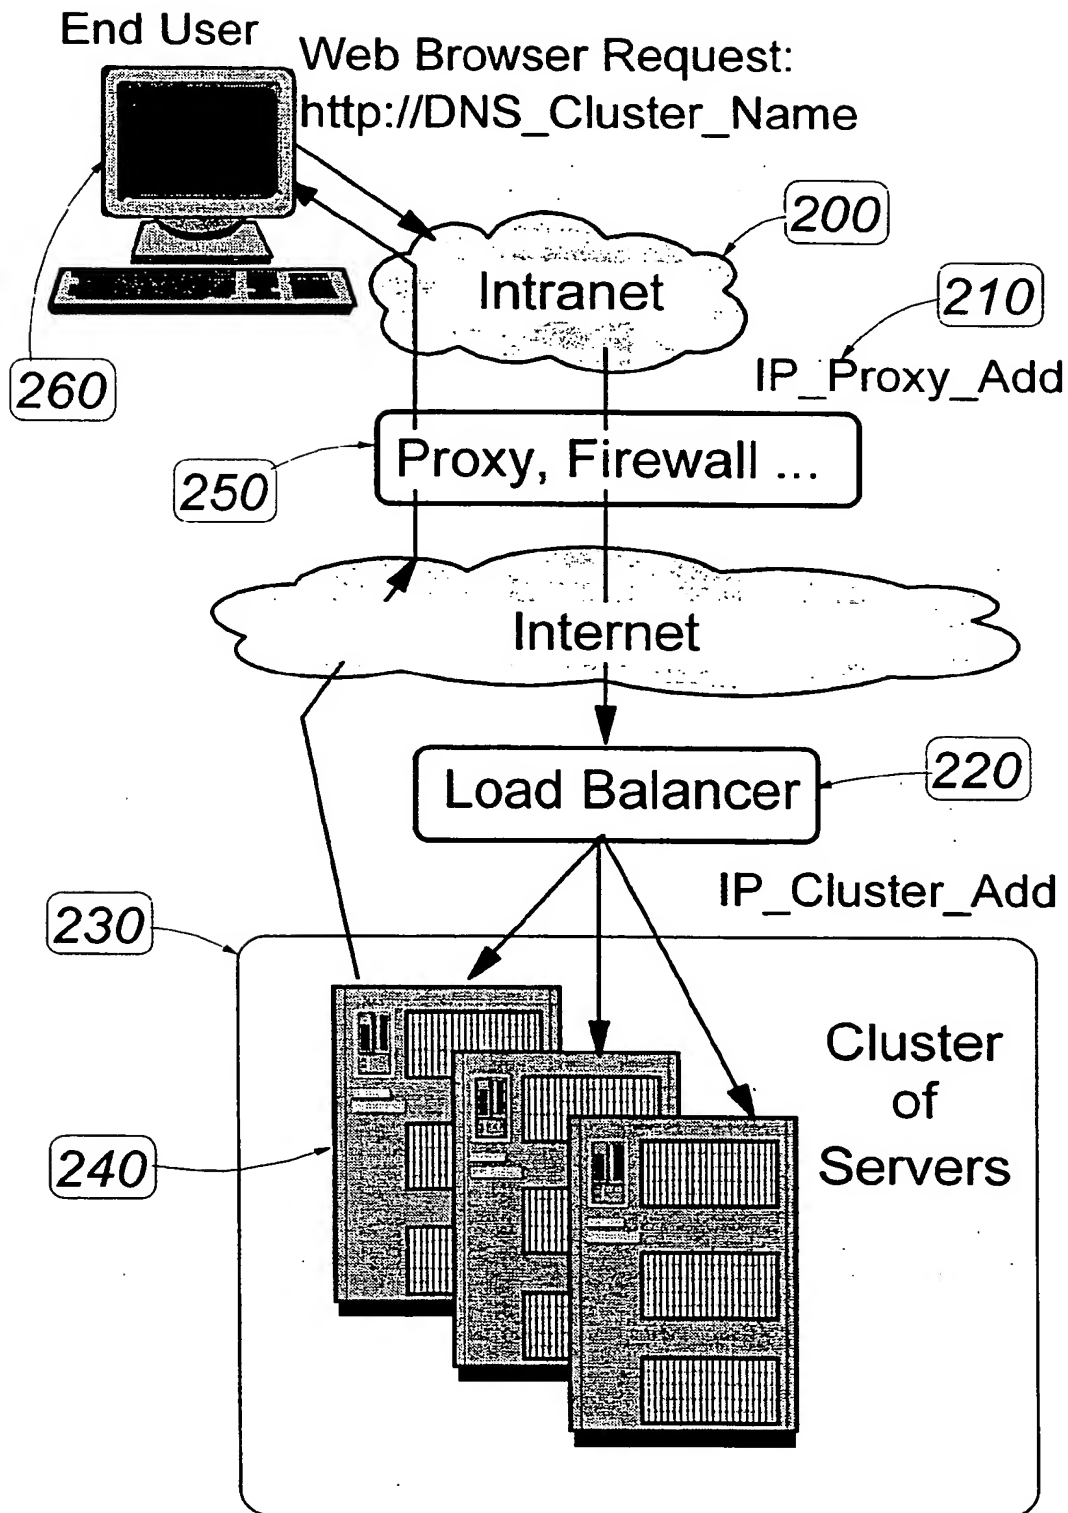 End User
Web Browser Request:
http://DNS_Cluster_Name
200
Intranet
210
IP_Proxy_Add
260
Proxy, Firewall ...
250
Internet
Load Balancer
220
IP_Cluster_Add
230
Cluster
of
Servers
240